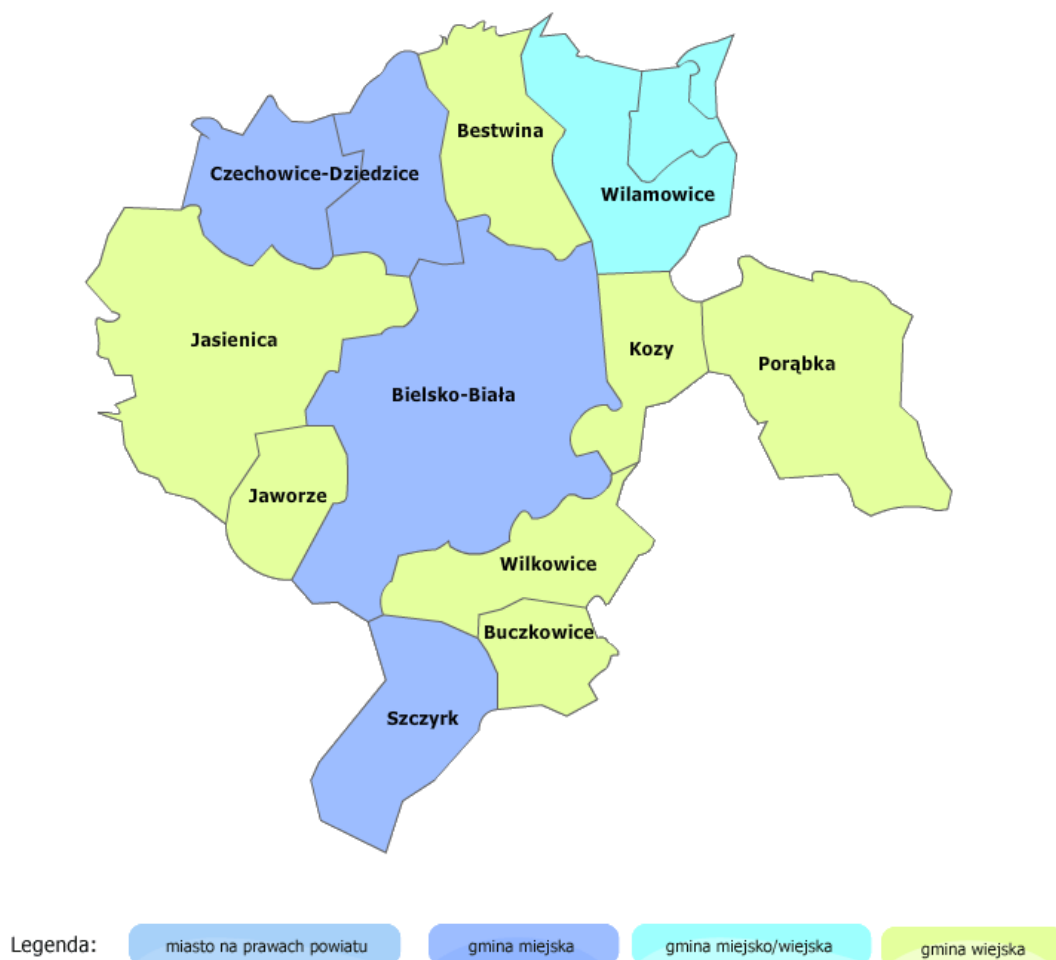 Bestwina
Czechowice-Dziedzice
Wilamowice
Jasienica
Kozy
Porąbka
Bielsko-Biała
Jaworze
Wilkowice
Buczkowice
Szczyrk
Legenda: miasto na prawach powiatu gmina miejska gmina miejsko/wiejska gmina wiejska